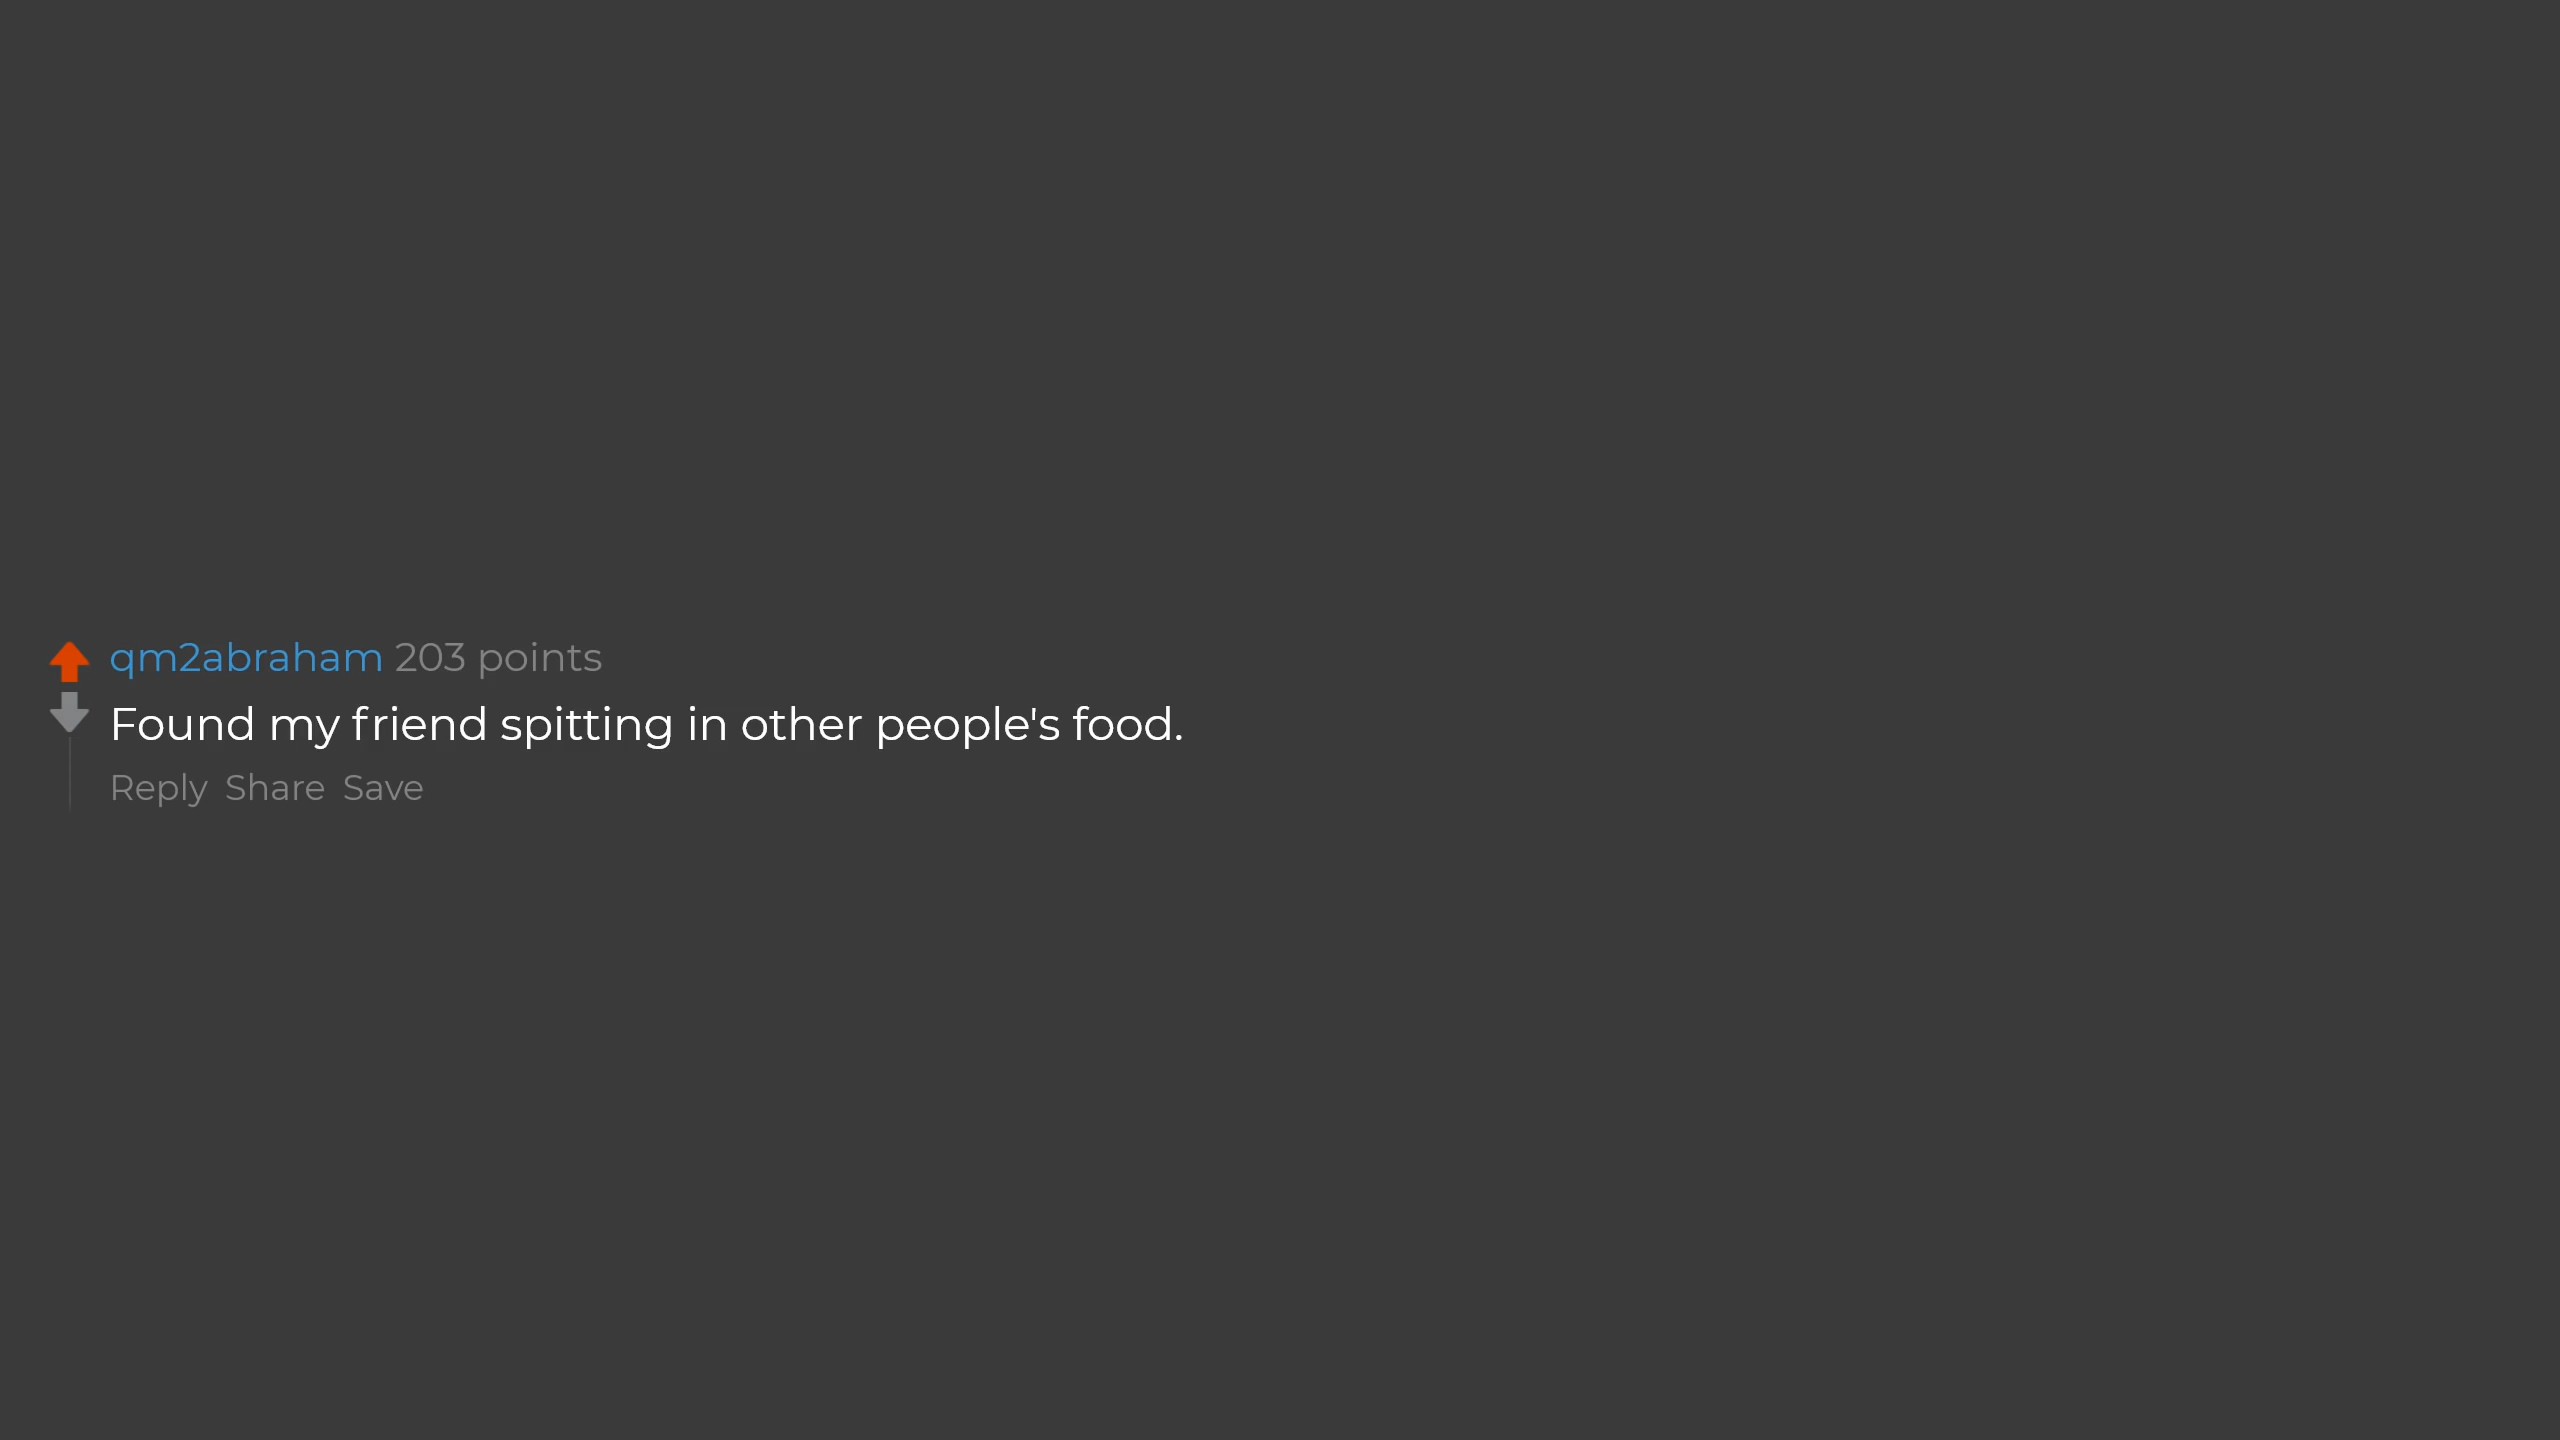 qm2abraham 203 points
Found my friend spitting in other people's food.
Reply Share Save